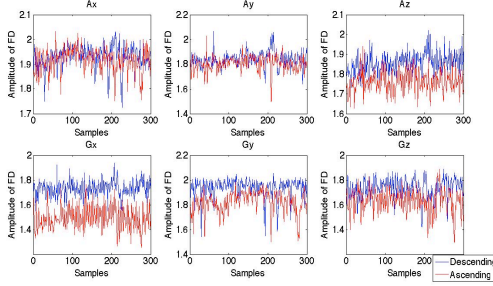 Ax
Ay
Az
2.1
2
1.9
1.8
1.7
Amplitude of FD
0 100 200 300
Samples
2.2
2
1.8
1.6
1.4
Amplitude of FD
0 100 200 300
Samples
2.1
2
1.9
1.8
1.7
1.6
Amplitude of FD
0 100 200 300
Samples
Gx
Gy
Gz
2
1.8
1.6
1.4
Amplitude of FD
0 100 200 300
Samples
2.2
2
1.8
1.6
1.4
Amplitude of FD
0 100 200 300
Samples
2
1.8
1.6
1.4
Amplitude of FD
0 100 200 300
Samples
Descending
Ascending